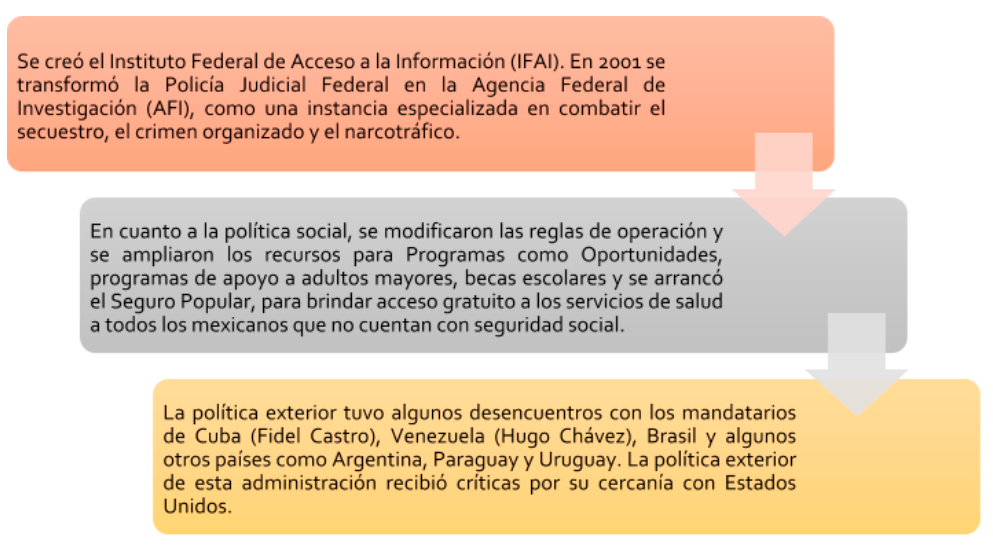 Se creó el Instituto Federal de Acceso a la Información (IFAI). En 2001 se
transformó la Policía Judicial Federal en la Agencia Federal de
Investigación (AFI), como una instancia especializada en combatir el
secuestro, el crimen organizado y el narcotráfico.
En cuanto a la política social, se modificaron las reglas de operación y
se ampliaron los recursos para Programas como Oportunidades,
programas de apoyo a adultos mayores, becas escolares y se arrancó
el Seguro Popular, para brindar acceso gratuito a los servicios de salud
a todos los mexicanos que no cuentan con seguridad social.
La política exterior tuvo algunos desencuentros con los mandatarios
de Cuba (Fidel Castro), Venezuela (Hugo Chávez), Brasil y algunos
otros países como Argentina, Paraguay y Uruguay. La política exterior
de esta administración recibió críticas por su cercanía con Estados
Unidos.